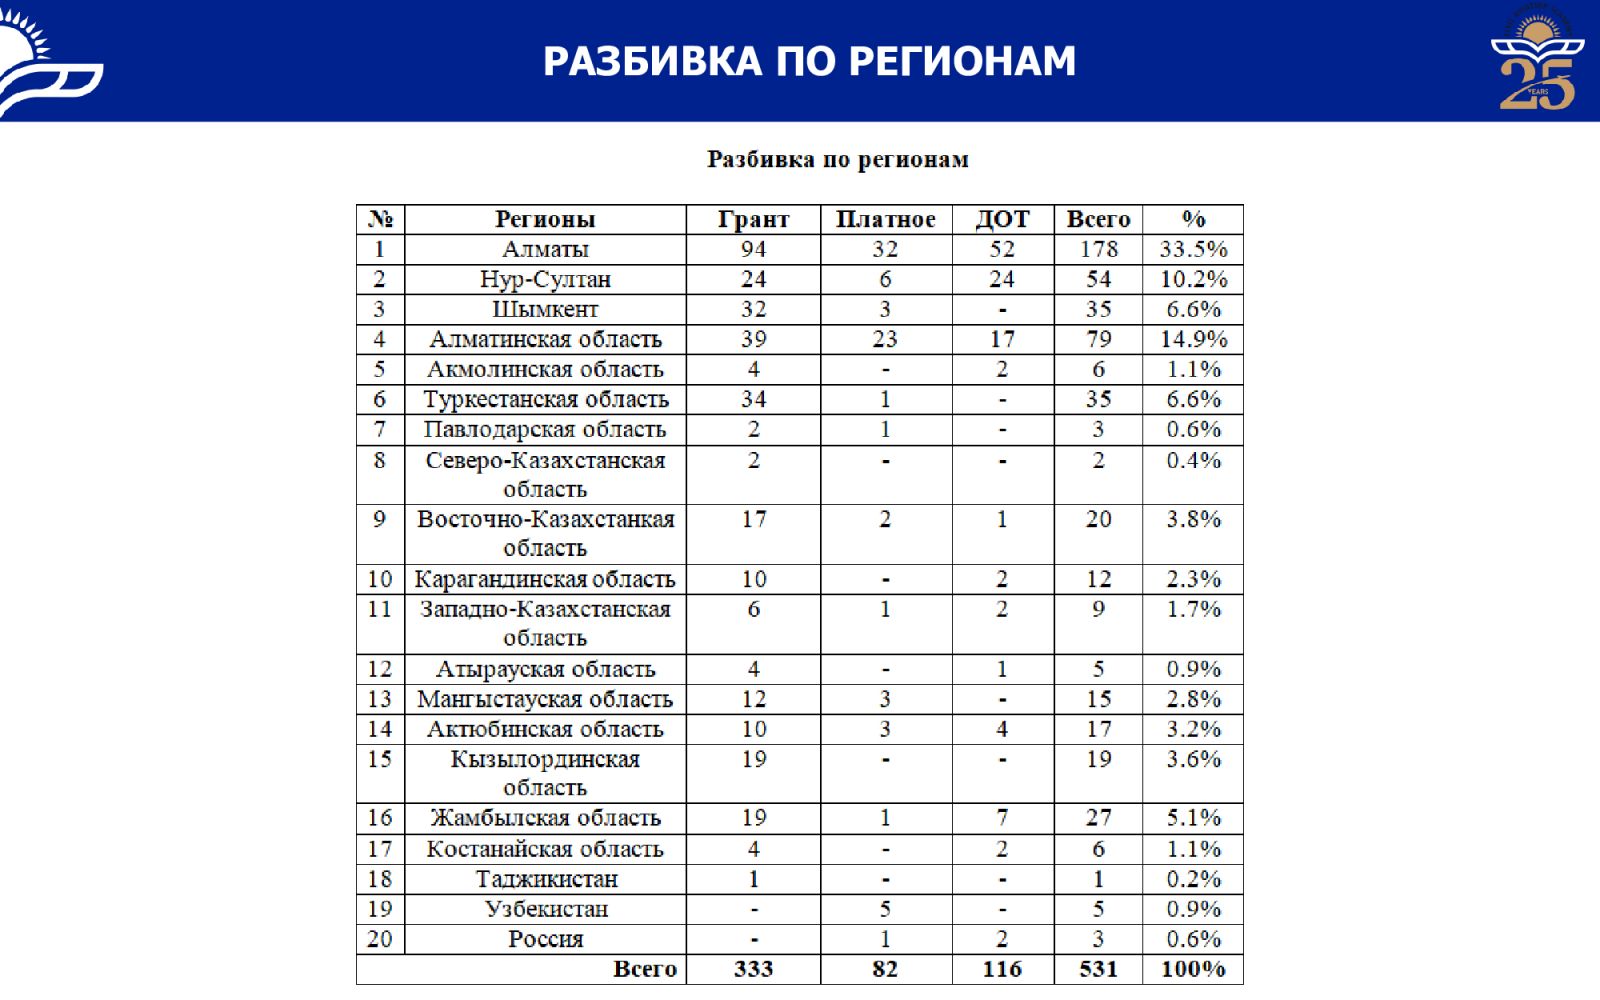 РАЗБИВКА ПО РЕГИОНАМ
25
YEARS
Разбивка по регионам
№ Регионы Грант Платное ДОТ Всего %
1 Алматы 94 32 52 178 33.5%
2 Нур-Султан 24 6 24 54 10.2%
3 Шымкент 32 3 - 35 6.6%
4 Алматинская область 39 23 17 79 14.9%
5 Акмолинская область 4 - 2 6 1.1%
6 Туркестанская область 34 1 - 35 6.6%
7 Павлодарская область 2 1 - 3 0.6%
8 Северо-Казахстанская 2 - - 2 0.4%
область
9 Восточно-Казахстанкая 17 2 1 20 3.8%
область
10 Карагандинская область 10 - 2 12 2.3%
11 Западно-Казахстанская 6 1 2 9 1.7%
область
12 Атырауская область 4 - 1 5 0.9%
13 Мангыстауская область 12 3 - 15 2.8%
14 Актюбинская область 10 3 4 17 3.2%
15 Кызылординская 19 - - 19 3.6%
область
16 Жамбылская область 19 1 7 27 5.1%
17 Костанайская область 4 - 2 6 1.1%
18 Таджикистан 1 - - 1 0.2%
19 Узбекистан - 5 - 5 0.9%
20 Россия - 1 2 3 0.6%
Всего 333 82 116 531 100%